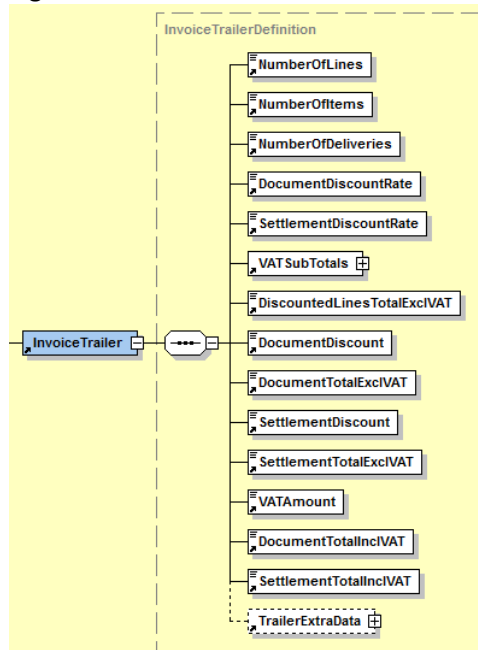 InvoiceTrailerDefinition
NumberOfLines
NumberOfItems
NumberOfDeliveries
DocumentDiscountRate
SettlementDiscountRate
VATSubTotals
DiscountedLinesTotalExclVAT
InvoiceTrailer
DocumentDiscount
DocumentTotalExclVAT
SettlementDiscount
SettlementTotalExclVAT
VATAmount
DocumentTotalInclVAT
SettlementTotalInclVAT
TrailerExtraData